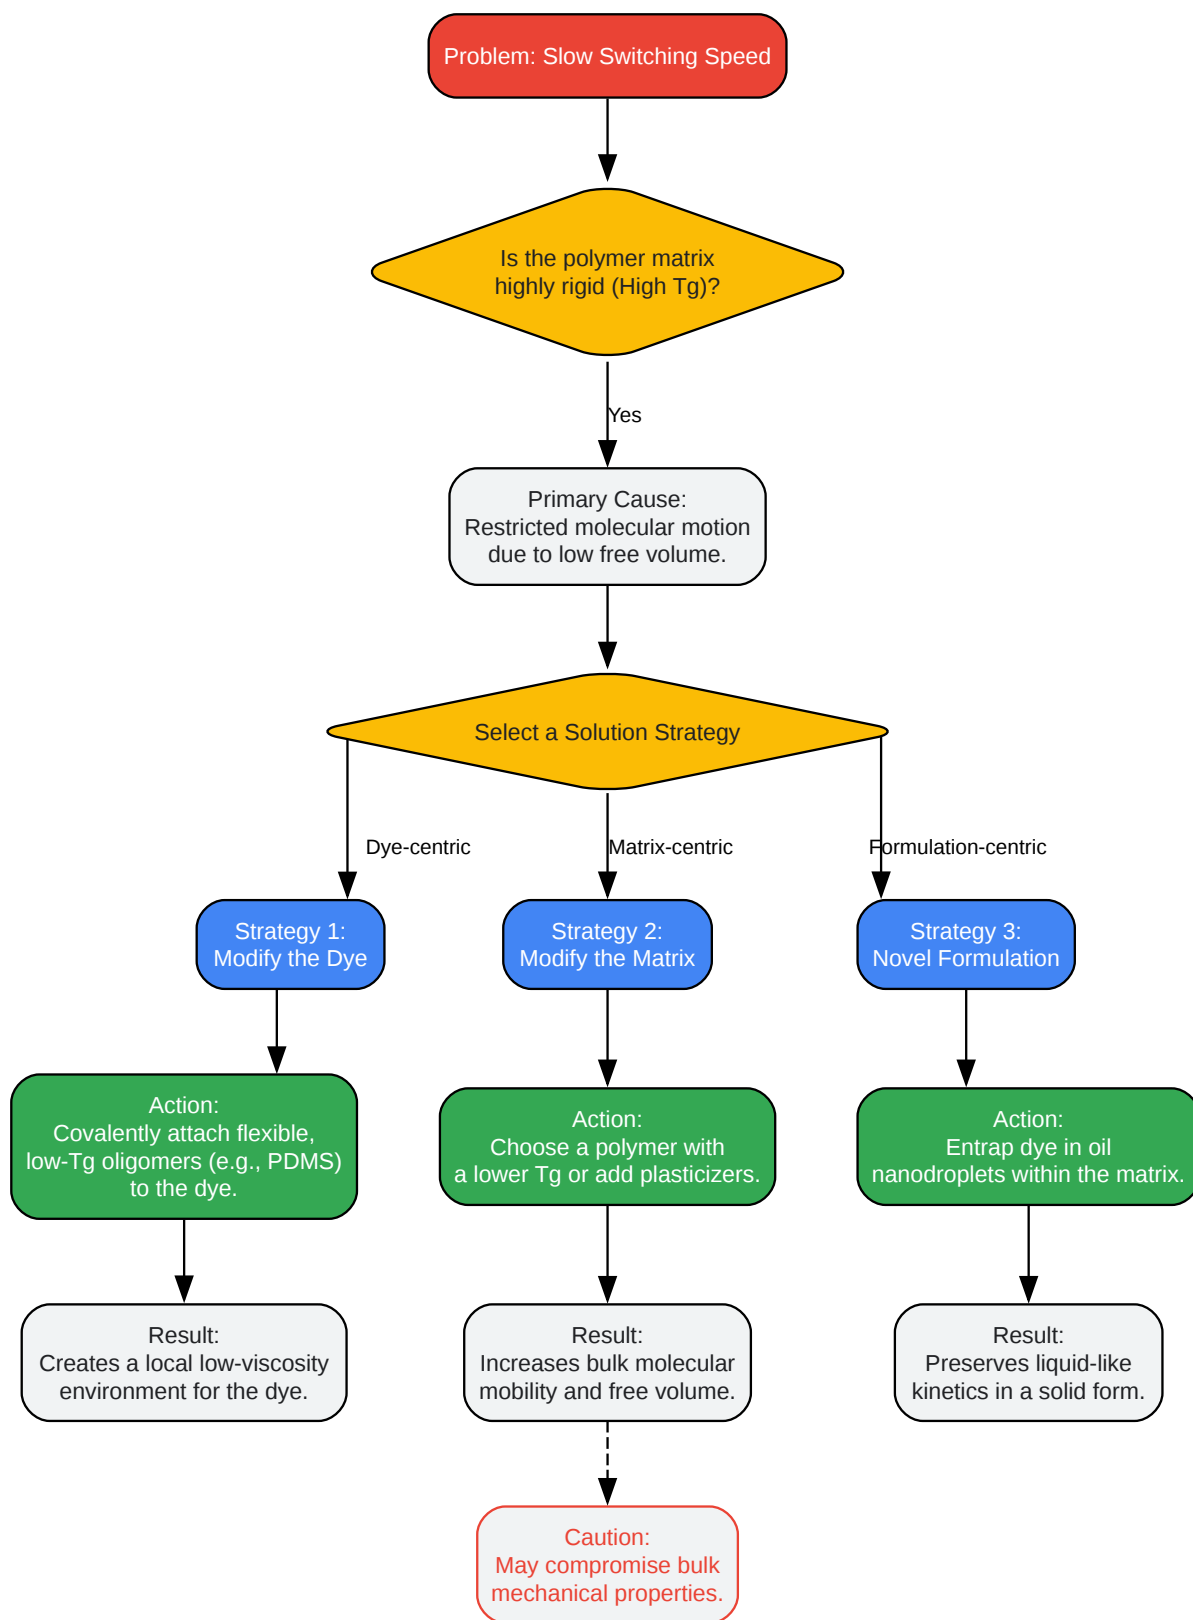 Problem: Slow Switching Speed
Is the polymer matrix
highly rigid (High Tg)?
Yes
Primary Cause:
Restricted molecular motion
due to low free volume.
Select a Solution Strategy
Dye-centric
Matrix-centric
Formulation-centric
Strategy 1:
Modify the Dye
Strategy 2:
Modify the Matrix
Strategy 3:
Novel Formulation
Action:
Covalently attach flexible,
low-Tg oligomers (e.g., PDMS)
to the dye.
Action:
Choose a polymer with
a lower Tg or add plasticizers.
Action:
Entrap dye in oil
nanodroplets within the matrix.
Result:
Creates a local low-viscosity
environment for the dye.
Result:
Increases bulk molecular
mobility and free volume.
Result:
Preserves liquid-like
kinetics in a solid form.
Caution:
May compromise bulk
mechanical properties.